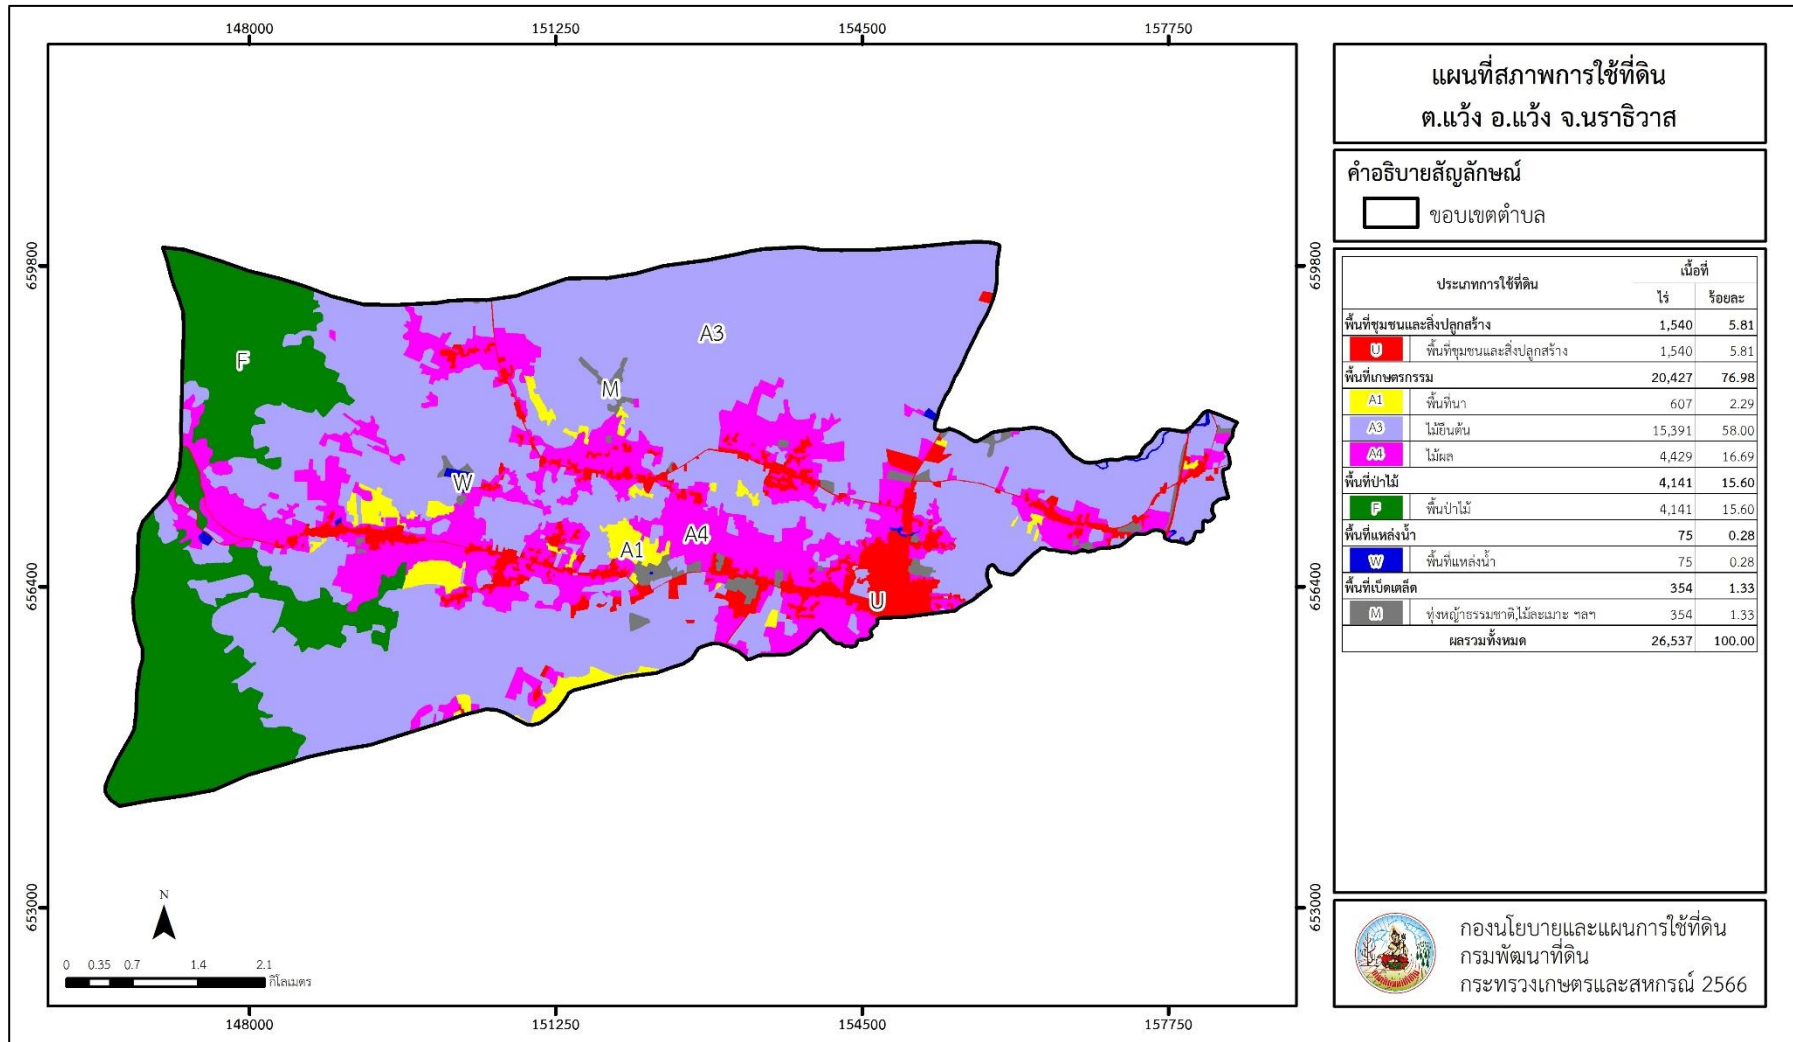 148000 151250 154500 157750
659800 659800
656400 656400
653000 653000
148000 151250 154500 157750
F
A3
M
W
A1
A4
U
N
0 0.35 0.7 1.4 2.1
กิโลเมตร
แผนที่สภาพการใช้ที่ดิน
ต.แว้ง อ.แว้ง จ.นราธิวาส
คำอธิบายสัญลักษณ์
ขอบเขตตำบล
ประเภทการใช้ที่ดิน เนื้อที่
ไร่ ร้อยละ
พื้นที่ชุมชนและสิ่งปลูกสร้าง 1,540 5.81
U พื้นที่ชุมชนและสิ่งปลูกสร้าง 1,540 5.81
พื้นที่เกษตรกรรม 20,427 76.98
A1 พื้นที่นา 607 2.29
A3 ไม้ยืนต้น 15,391 58.00
A4 ไม้ผล 4,429 16.69
พื้นที่ป่าไม้ 4,141 15.60
F พื้นป่าไม้ 4,141 15.60
พื้นที่แหล่งน้ำ 75 0.28
W พื้นที่แหล่งน้ำ 75 0.28
พื้นที่เบ็ดเตล็ด 354 1.33
M ทุ่งหญ้าธรรมชาติ,ไม้ละเมาะ ฯลฯ 354 1.33
ผลรวมทั้งหมด 26,537 100.00
กองนโยบายและแผนการใช้ที่ดิน
กรมพัฒนาที่ดิน
กระทรวงเกษตรและสหกรณ์ 2566